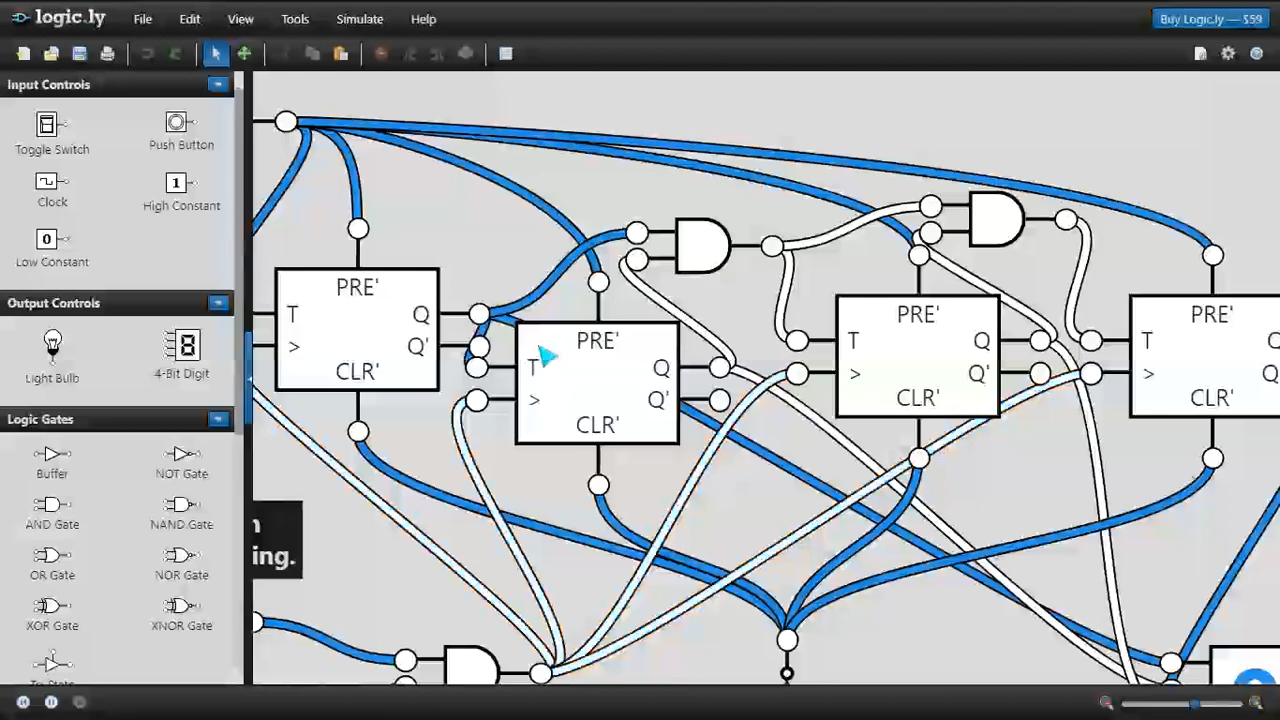 logic.ly
File Edit View Tools Simulate Help
Buy Logic.ly — $59
Input Controls
Toggle Switch
Push Button
Clock
1
High Constant
0
Low Constant
Output Controls
Light Bulb
4-Bit Digit
Logic Gates
Buffer
NOT Gate
AND Gate
NAND Gate
OR Gate
NOR Gate
XOR Gate
XNOR Gate
PRE'
T Q
> Q'
CLR'
PRE'
T Q
> Q'
CLR'
PRE'
T Q
> Q'
CLR'
PRE'
T
>
CLR'
ing.